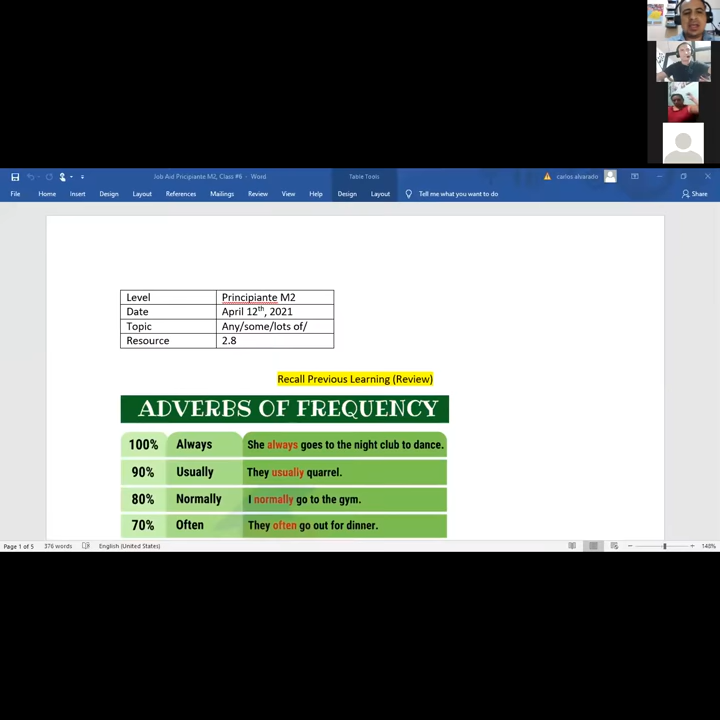 Job Aid Pricipiante M2, Class #6 - Word
Table Tools
carlos alvarado
File Home Insert Design Layout References Mailings Review View Help Design Layout Tell me what you want to do Share
Level Principiante M2
Date April 12th, 2021
Topic Any/some/lots of/
Resource 2.8
Recall Previous Learning (Review)
ADVERBS OF FREQUENCY
100% Always She always goes to the night club to dance.
90% Usually They usually quarrel.
80% Normally I normally go to the gym.
70% Often They often go out for dinner.
Page 1 of 5 376 words English (United States) 148%